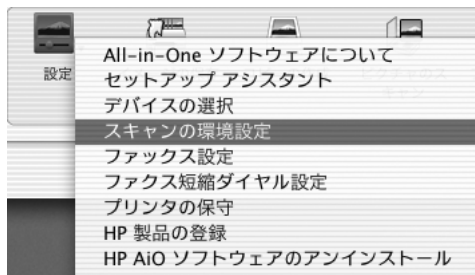 設定
All-in-One ソフトウェアについて
セットアップ アシスタント
デバイスの選択
スキャンの環境設定
ファックス設定
ファクス短縮ダイヤル設定
プリンタの保守
HP 製品の登録
HP AiO ソフトウェアのアンインストール